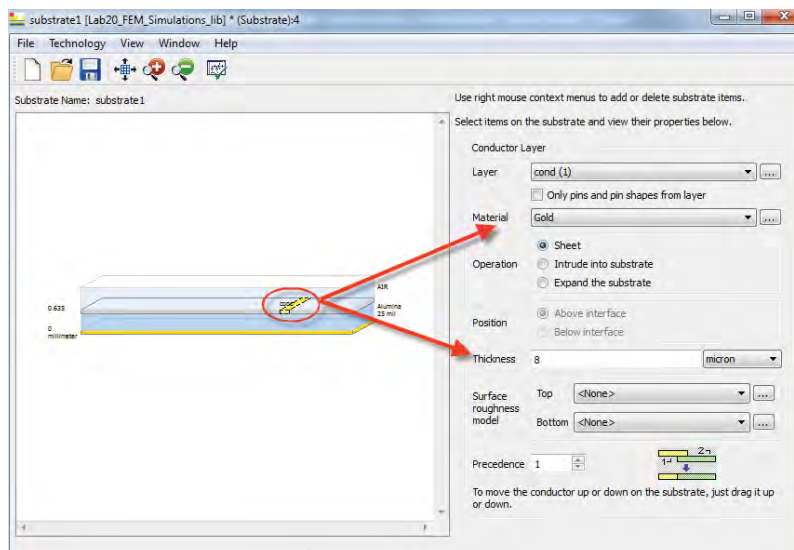 substrate1 [Lab20_FEM_Simulations_lib] * (Substrate):4
File Technology View Window Help
Substrate Name: substrate1
Use right mouse context menus to add or delete substrate items.
Select items on the substrate and view their properties below.
Conductor Layer
Layer cond (1) ...
Only pins and pin shapes from layer
Material Gold ...
Operation
Sheet
Intrude into substrate
Expand the substrate
Position
Above interface
Below interface
Thickness 8 micron
Surface
roughness
model
Top <None> ...
Bottom <None> ...
Precedence 1
1
2
To move the conductor up or down on the substrate, just drag it up
or down.
AIR
cond
0.635
Alumina
25 mil
0
millimeter